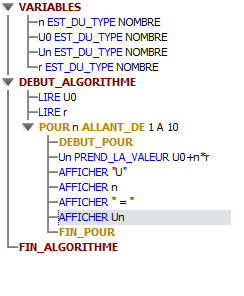 VARIABLES
n EST_DU_TYPE NOMBRE
U0 EST_DU_TYPE NOMBRE
Un EST_DU_TYPE NOMBRE
r EST_DU_TYPE NOMBRE
DEBUT_ALGORITHME
LIRE U0
LIRE r
POUR n ALLANT_DE 1 A 10
DEBUT_POUR
Un PREND_LA_VALEUR U0+n*r
AFFICHER "U"
AFFICHER n
AFFICHER " = "
AFFICHER Un
FIN_POUR
FIN_ALGORITHME